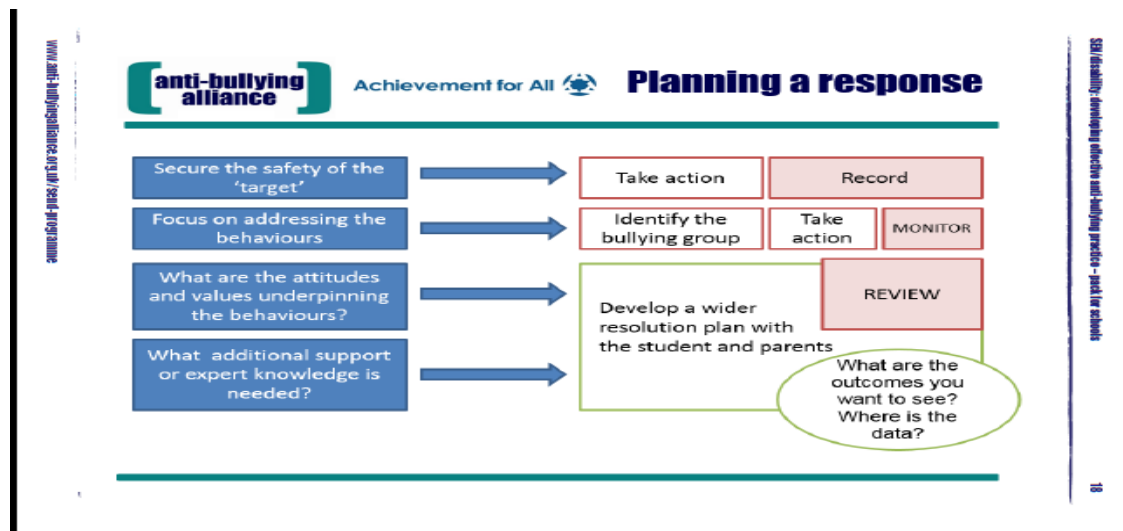 www.anti-bullyingalliance.org.uk/send-programme
anti-bullying
alliance
Achievement for All
Planning a response
Secure the safety of the
‘target’
Take action
Record
Focus on addressing the
behaviours
Identify the
bullying group
Take
action
MONITOR
What are the attitudes
and values underpinning
the behaviours?
What additional support
or expert knowledge is
needed?
Develop a wider
resolution plan with
the student and parents
REVIEW
What are the
outcomes you
want to see?
Where is the
data?
SEN/disability: developing effective anti-bullying practice – pack for schools
18